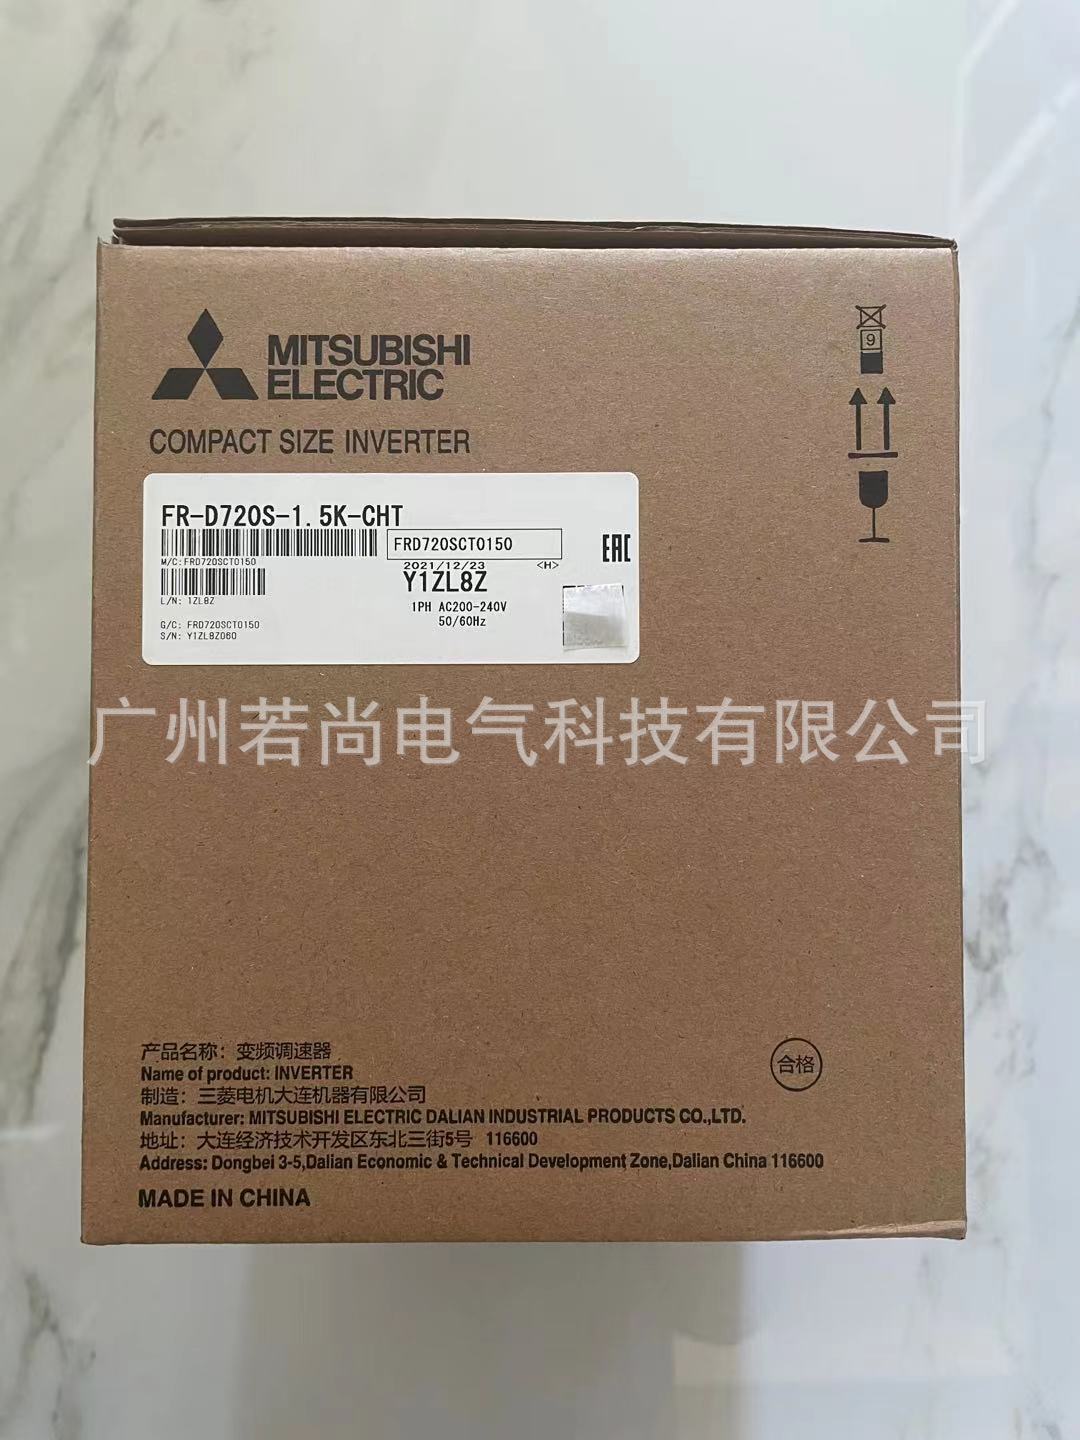 MITSUBISHI
ELECTRIC
COMPACT SIZE INVERTER
9
FR-D720S-1.5K-CHT
FRD720SCT0150
M/C:FRD720SCT0150
2021/12/23 <H>
EAC
Y1ZL8Z
L/N: 1ZL8Z
1PH AC200-240V
50/60Hz
G/C: FRD720SCT0150
S/N: Y1ZL8Z060
广州若尚电气科技有限公司
产品名称：变频调速器
Name of product: INVERTER
合格
制造：三菱电机大连机器有限公司
Manufacturer: MITSUBISHI ELECTRIC DALIAN INDUSTRIAL PRODUCTS CO.,LTD.
地址：大连经济技术开发区东北三街5号 116600
Address: Dongbei 3-5,Dalian Economic & Technical Development Zone,Dalian China 116600
MADE IN CHINA